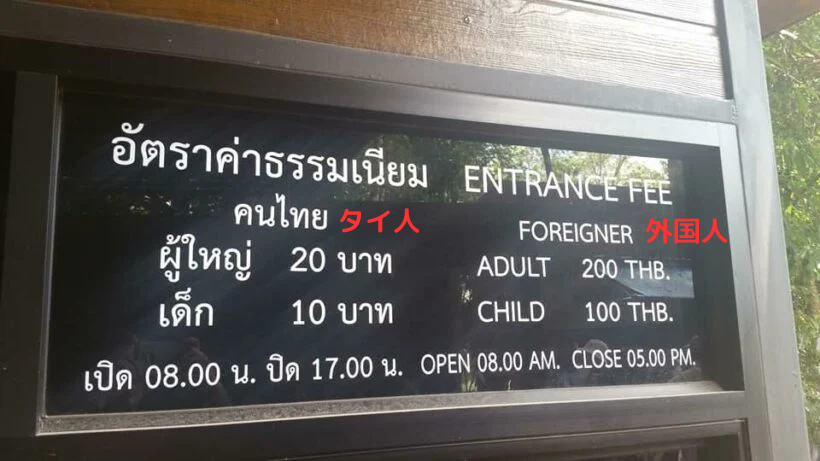 อัตราค่าธรรมเนียม ENTRANCE FEE
คนไทย タイ人 FOREIGNER 外国人
ผู้ใหญ่ 20 บาท ADULT 200 THB.
เด็ก 10 บาท CHILD 100 THB.
เปิด 08.00 น. ปิด 17.00 น. OPEN 08.00 AM. CLOSE 05.00 PM.